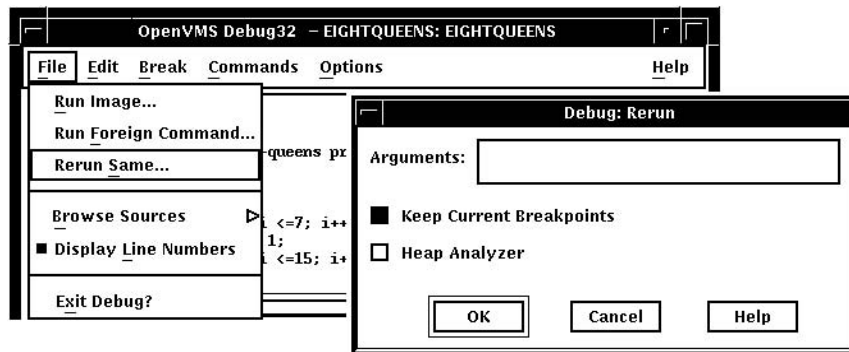 OpenVMS Debug32 – EIGHTQUEENS: EIGHTQUEENS
File Edit Break Commands Options Help
Run Image...
Run Foreign Command...
Rerun Same...
Browse Sources
Display Line Numbers
Exit Debug?
-queens pr
i <=7; i++
1;
i <=15; i+
Debug: Rerun
Arguments:
Keep Current Breakpoints
Heap Analyzer
OK Cancel Help